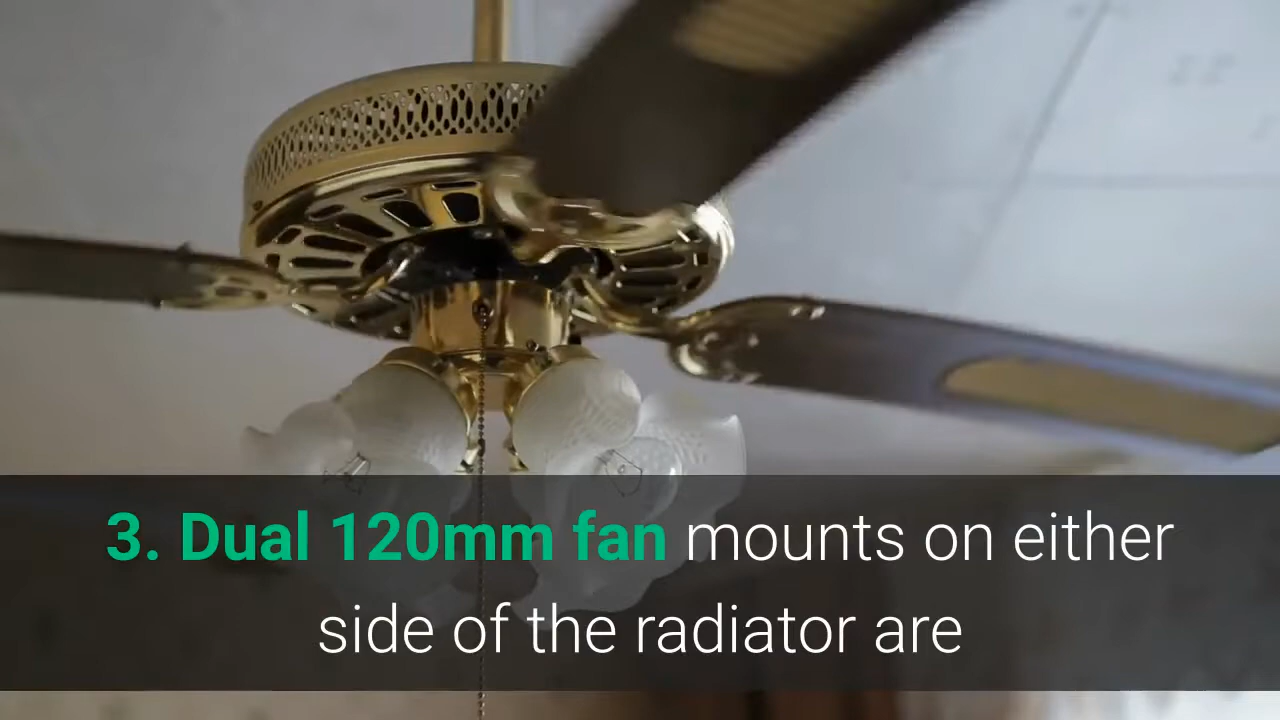 3. Dual 120mm fan mounts on either
side of the radiator are